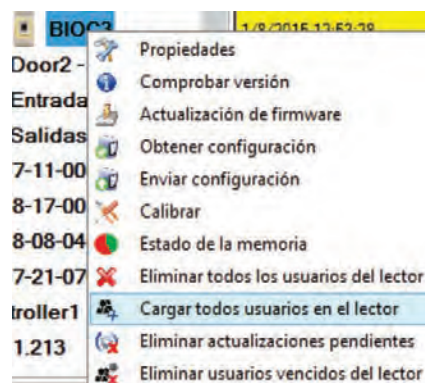 BIOC3
1/8/2015 13:53:28
Door2 -
Propiedades
Comprobar versión
Entrada
Actualización de firmware
Salidas
Obtener configuración
7-11-00
Enviar configuración
8-17-00
Calibrar
8-08-04
Estado de la memoria
7-21-07
Eliminar todos los usuarios del lector
troller1
Cargar todos usuarios en el lector
1.213
Eliminar actualizaciones pendientes
Eliminar usuarios vencidos del lector